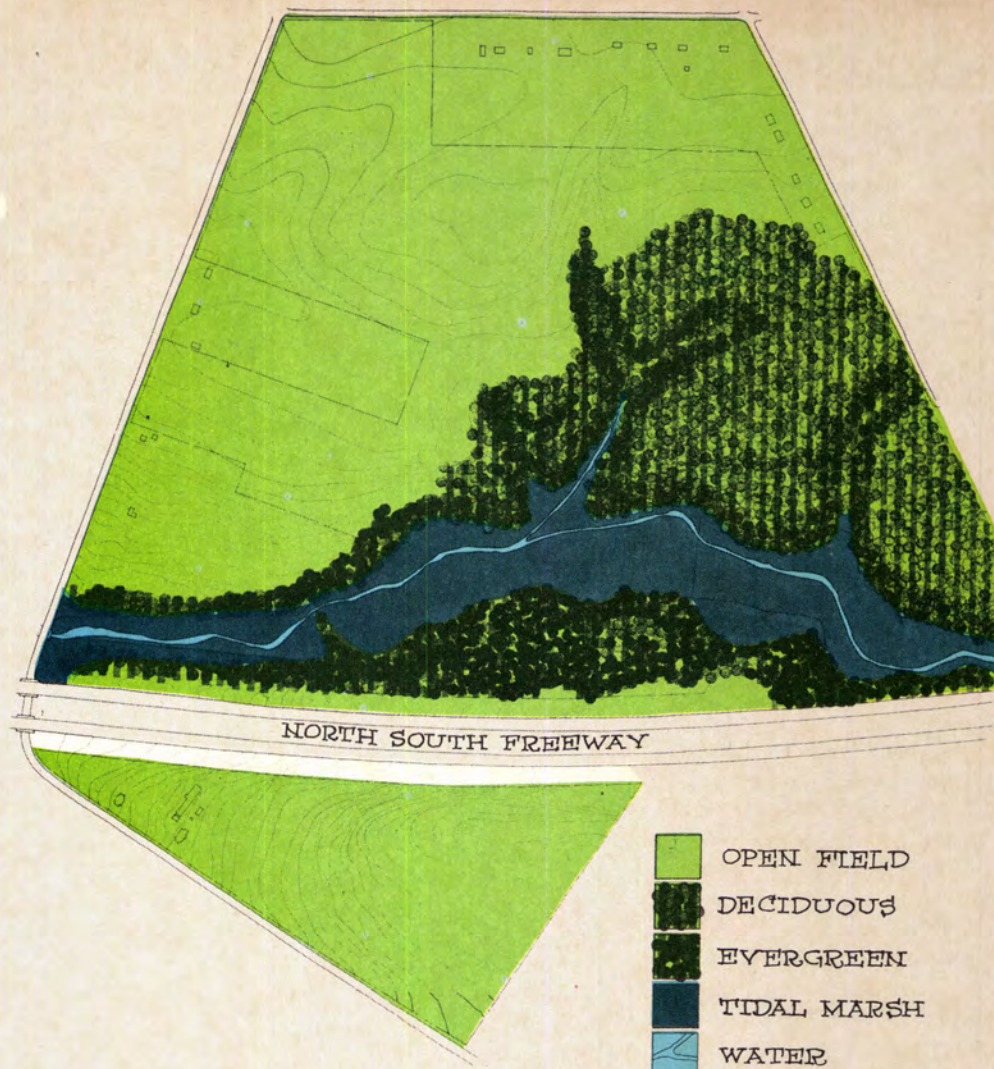 NORTH SOUTH FREEWAY
OPEN FIELD
DECIDUOUS
EVERGREEN
TIDAL MARSH
WATER